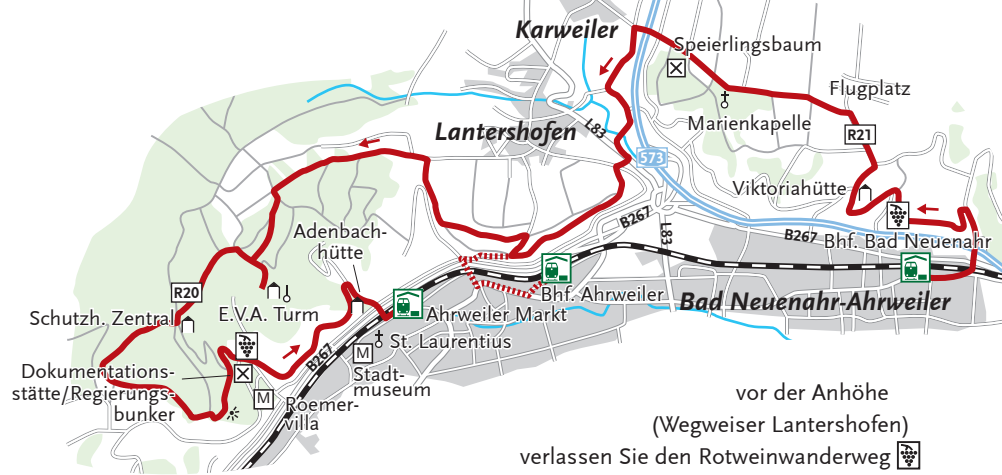 Karweiler
Speierlingsbaum
Flugplatz
L83
Lantershofen
Marienkapelle
R21
573
Viktoriahütte
B267
L83
B267
Adenbach-
hütte
Bhf. Bad Neuenahr
R20
Bhf. Ahrweiler
Bad Neuenahr-Ahrweiler
Schutzh. Zentral
E.V.A. Turm
Ahrweiler Markt
B267
St. Laurentius
M
Stadt-
museum
Dokumentations-
stätte/Regierungs-
bunker
M
Roemer-
villa
vor der Anhöhe
(Wegweiser Lantershofen)
verlassen Sie den Rotweinwanderweg